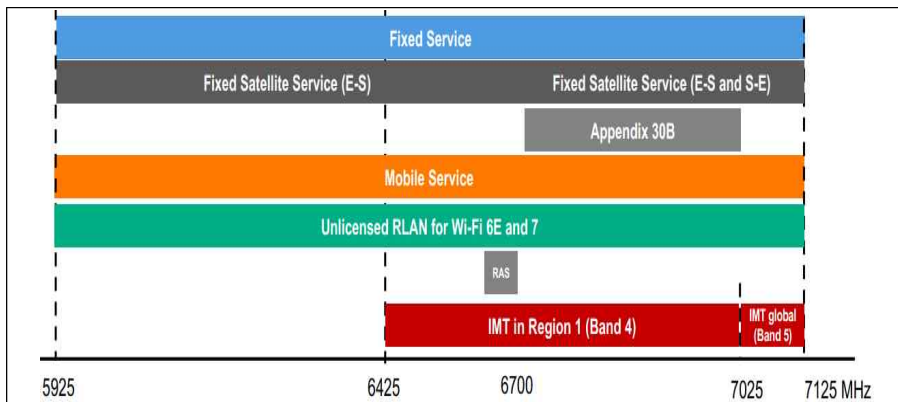 Fixed Service
Fixed Satellite Service (E-S) Fixed Satellite Service (E-S and S-E)
Appendix 30B
Mobile Service
Unlicensed RLAN for Wi-Fi 6E and 7
RAS
IMT in Region 1 (Band 4)
IMT global
(Band 5)
5925 6425 6700 7025 7125 MHz